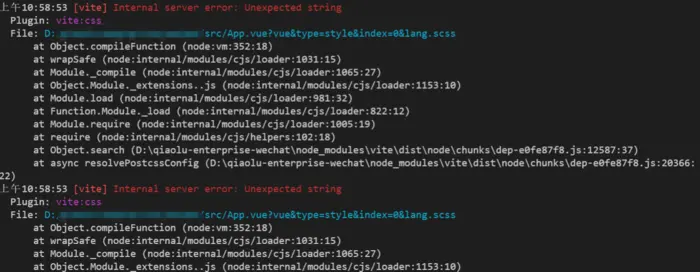 上午10:58:53 [vite] Internal server error: Unexpected string
Plugin: vite:css
File: D: /src/App.vue?vue&type=style&index=0&lang.scss
at Object.compileFunction (node:vm:352:18)
at wrapSafe (node:internal/modules/cjs/loader:1031:15)
at Module._compile (node:internal/modules/cjs/loader:1065:27)
at Object.Module._extensions..js (node:internal/modules/cjs/loader:1153:10)
at Module.load (node:internal/modules/cjs/loader:981:32)
at Function.Module._load (node:internal/modules/cjs/loader:822:12)
at Module.require (node:internal/modules/cjs/loader:1005:19)
at require (node:internal/modules/cjs/helpers:102:18)
at Object.search (D:\qiaolu-enterprise-wechat\node_modules\vite\dist\node\chunks\dep-e0fe87f8.js:12587:37)
at async resolvePostcssConfig (D:\qiaolu-enterprise-wechat\node_modules\vite\dist\node\chunks\dep-e0fe87f8.js:20366:
22)
上午10:58:53 [vite] Internal server error: Unexpected string
Plugin: vite:css
File: D: /src/App.vue?vue&type=style&index=0&lang.scss
at Object.compileFunction (node:vm:352:18)
at wrapSafe (node:internal/modules/cjs/loader:1031:15)
at Module._compile (node:internal/modules/cjs/loader:1065:27)
at Object.Module._extensions..js (node:internal/modules/cjs/loader:1153:10)